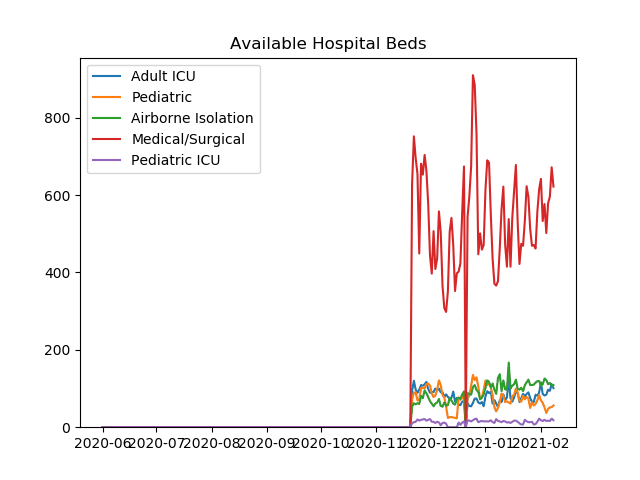 Available Hospital Beds
Adult ICU
Pediatric
Airborne Isolation
Medical/Surgical
Pediatric ICU
800
600
400
200
0
2020-06 2020-07 2020-08 2020-09 2020-10 2020-11 2020-12 2021-01 2021-02